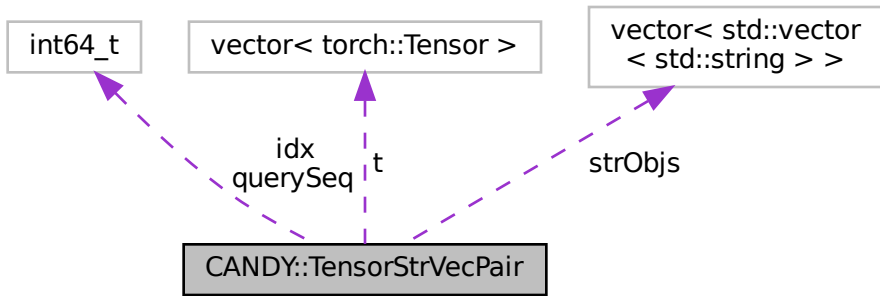 int64_t
vector< torch::Tensor >
vector< std::vector
< std::string > >
idx
querySeq
t
strObjs
CANDY::TensorStrVecPair